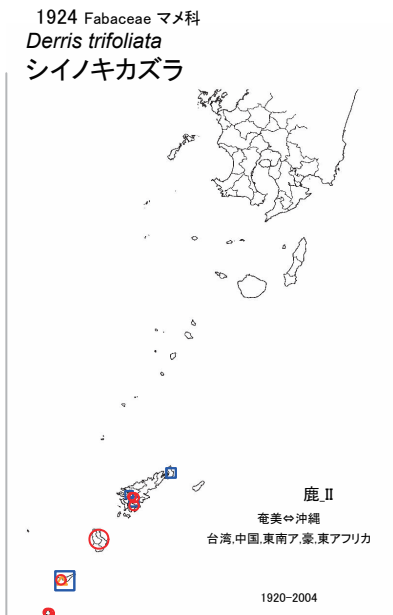 1924 Fabaceae マメ科
Derris trifoliata
シイノキカズラ
鹿_II
奄美⇔沖縄
台湾,中国,東南ア,豪,東アフリカ
1920-2004